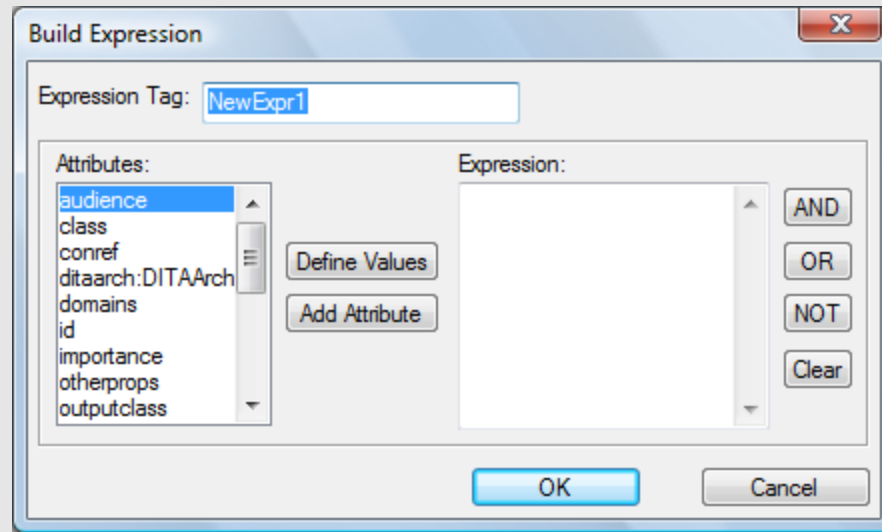 Build Expression
Expression Tag: NewExpr1
Attributes:
Expression:
audience
class
conref
ditaarch:DITAArch
domains
id
importance
otherprops
outputclass
Define Values
Add Attribute
AND
OR
NOT
Clear
OK
Cancel